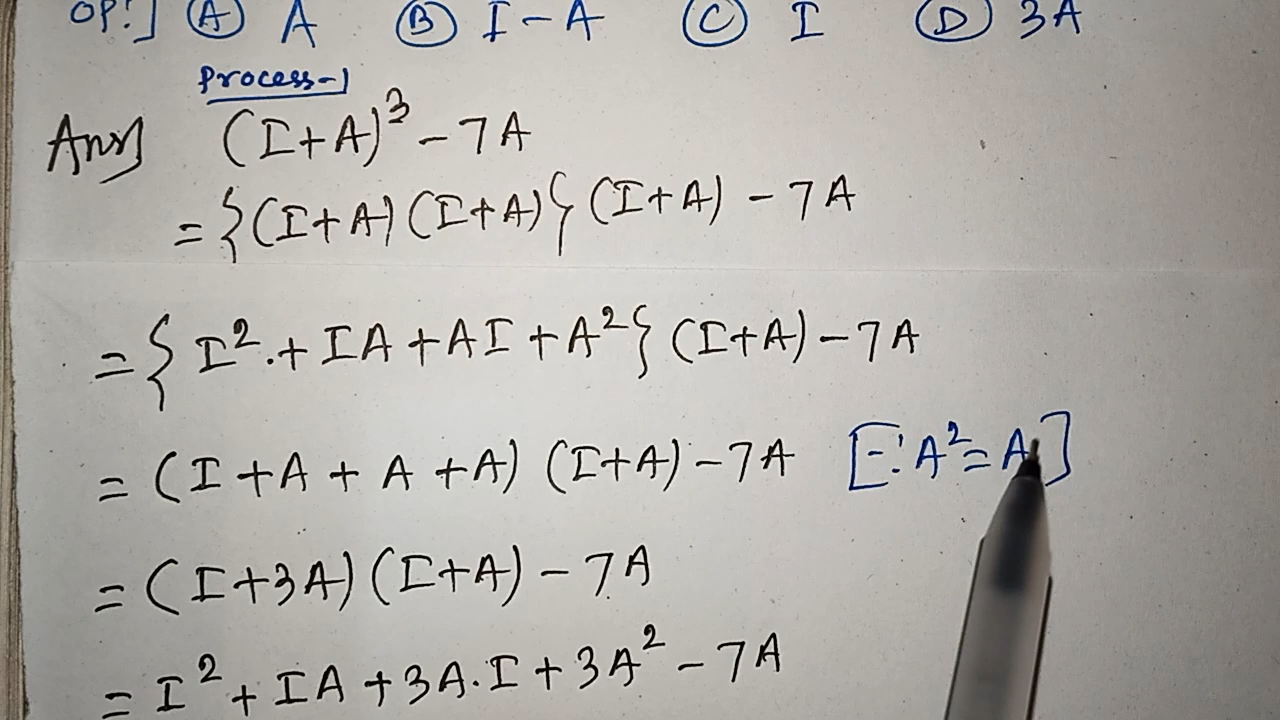 OP:] Ⓐ A Ⓑ I-A Ⓒ I Ⓓ 3A
Process-1
Ans) (I+A)³-7A
={(I+A)(I+A)}(I+A)-7A
={I².+IA+AI+A²}(I+A)-7A
=(I+A+A+A)(I+A)-7A [∵A²=A]
=(I+3A)(I+A)-7A
=I²+IA+3A.I+3A²-7A